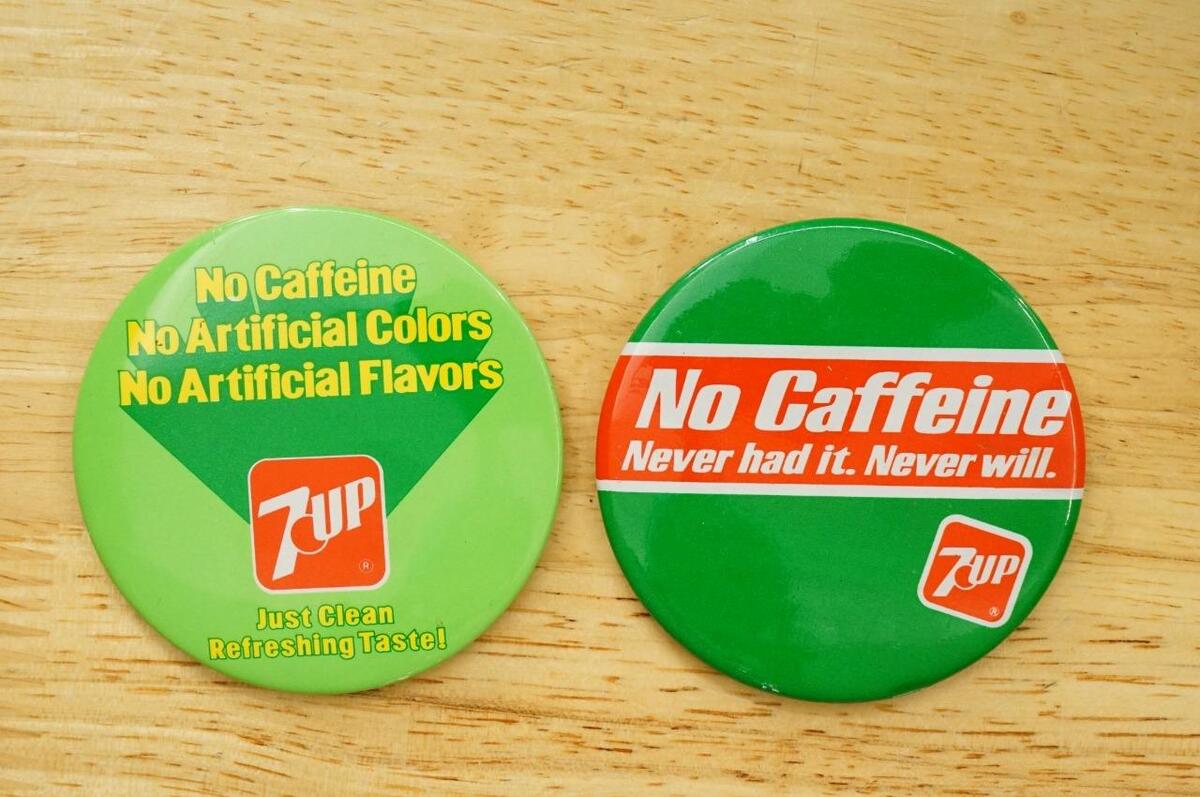 No Caffeine
No Artificial Colors
No Artificial Flavors
7UP
®
Just Clean
Refreshing Taste!
No Caffeine
Never had it. Never will.
7UP
®